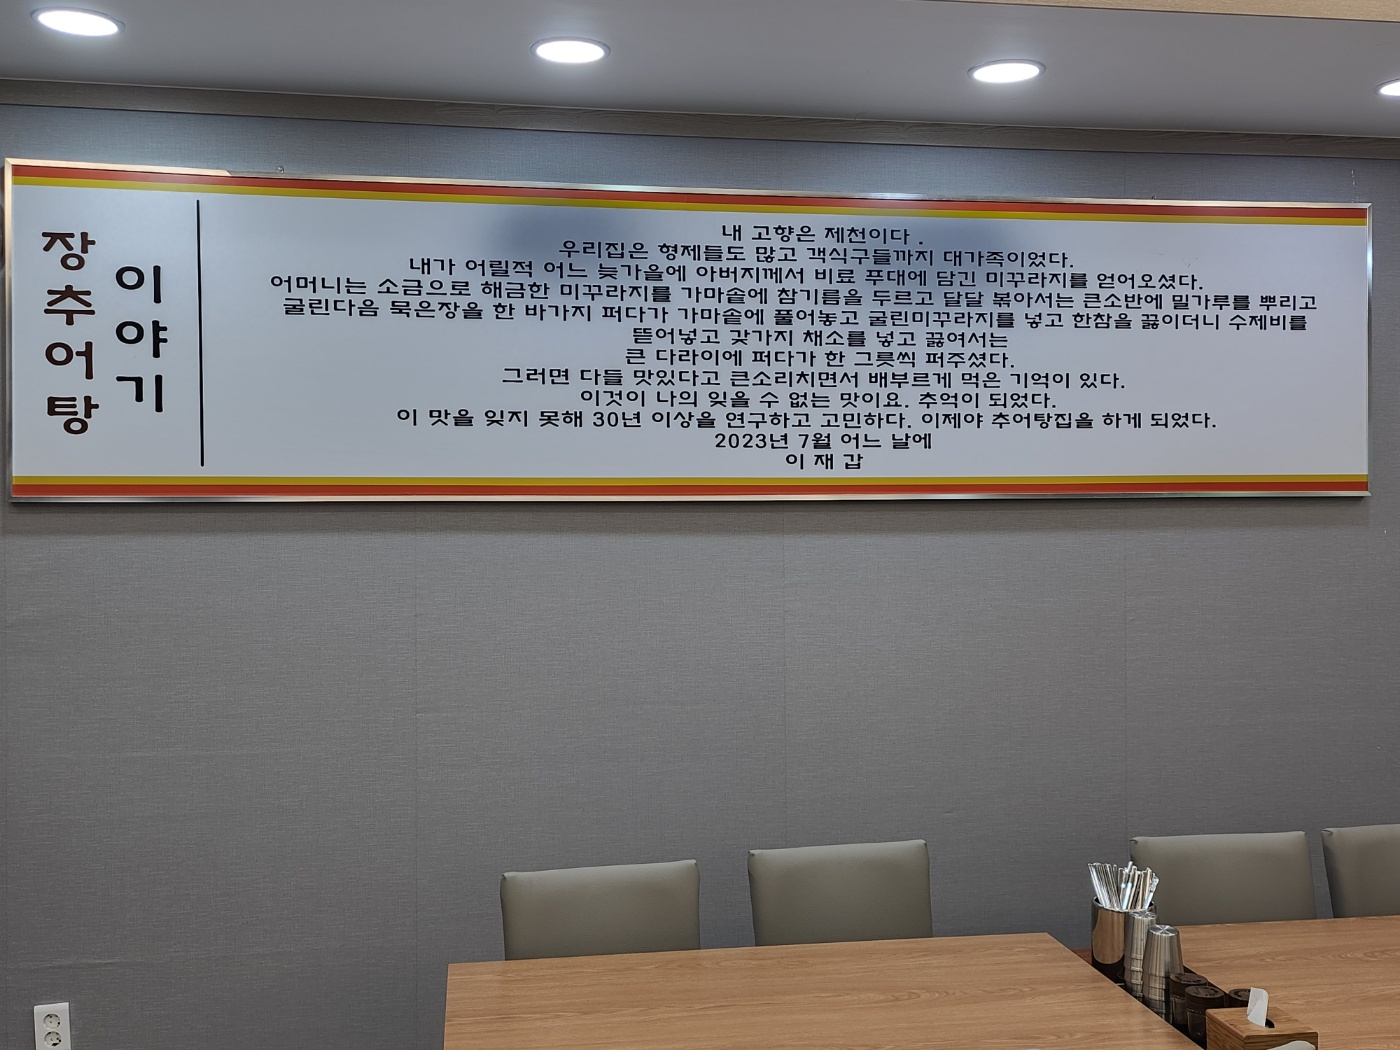 장추어탕
이야기
내 고향은 제천이다 .
우리집은 형제들도 많고 객식구들까지 대가족이었다.
내가 어릴적 어느 늦가을에 아버지께서 비료 푸대에 담긴 미꾸라지를 얻어오셨다.
어머니는 소금으로 해금한 미꾸라지를 가마솥에 참기름을 두르고 달달 볶아서는 큰소반에 밀가루를 뿌리고
굴린다음 묵은장을 한 바가지 퍼다가 가마솥에 풀어놓고 굴린미꾸라지를 넣고 한참을 끓이더니 수제비를
뜯어넣고 갖가지 채소를 넣고 끓여서는
큰 다라이에 퍼다가 한 그릇씩 퍼주셨다.
그러면 다들 맛있다고 큰소리치면서 배부르게 먹은 기억이 있다.
이것이 나의 잊을 수 없는 맛이요. 추억이 되었다.
이 맛을 잊지 못해 30년 이상을 연구하고 고민하다. 이제야 추어탕집을 하게 되었다.
2023년 7월 어느 날에
이 재 갑